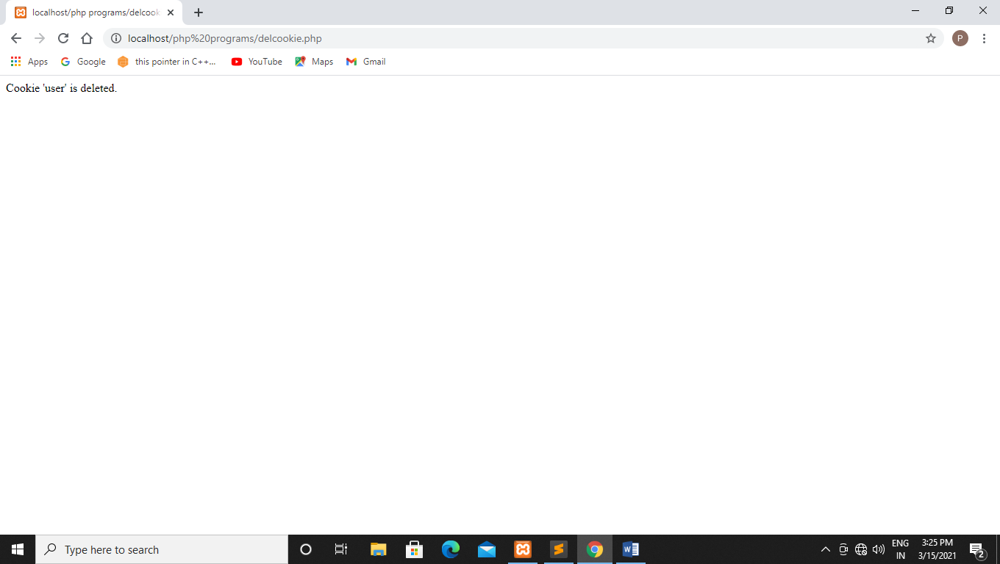 localhost/php programs/delcook
localhost/php%20programs/delcookie.php
P
Apps Google this pointer in C++... YouTube Maps Gmail
Cookie 'user' is deleted.
Type here to search
ENG
IN
3:25 PM
3/15/2021
2